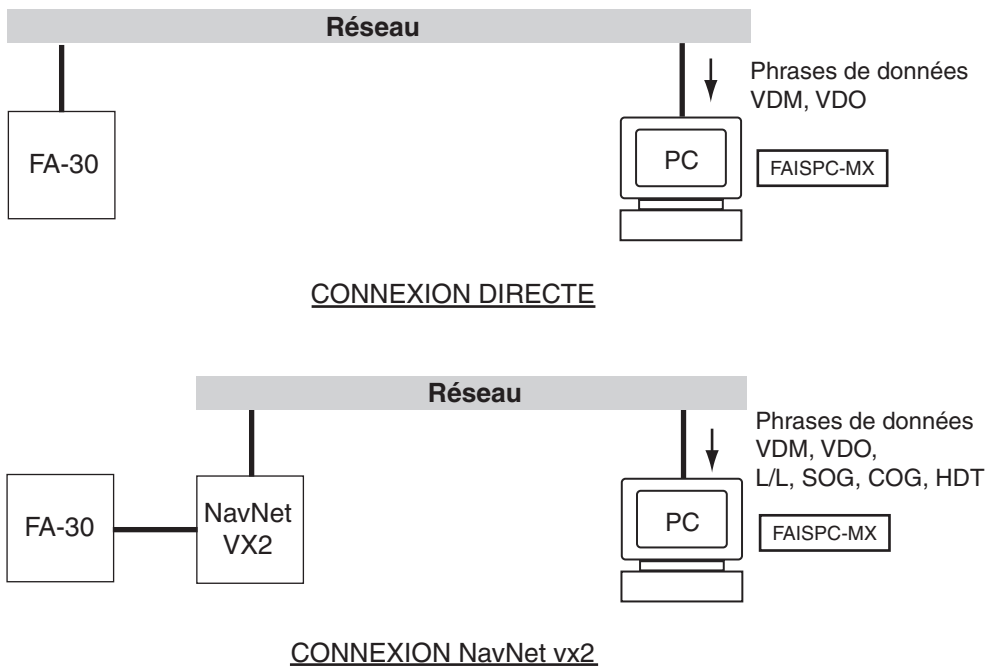 Réseau
Phrases de données
VDM, VDO
FA-30
PC
FAISPC-MX
CONNEXION DIRECTE
Réseau
Phrases de données
VDM, VDO,
L/L, SOG, COG, HDT
FA-30
NavNet
VX2
PC
FAISPC-MX
CONNEXION NavNet vx2